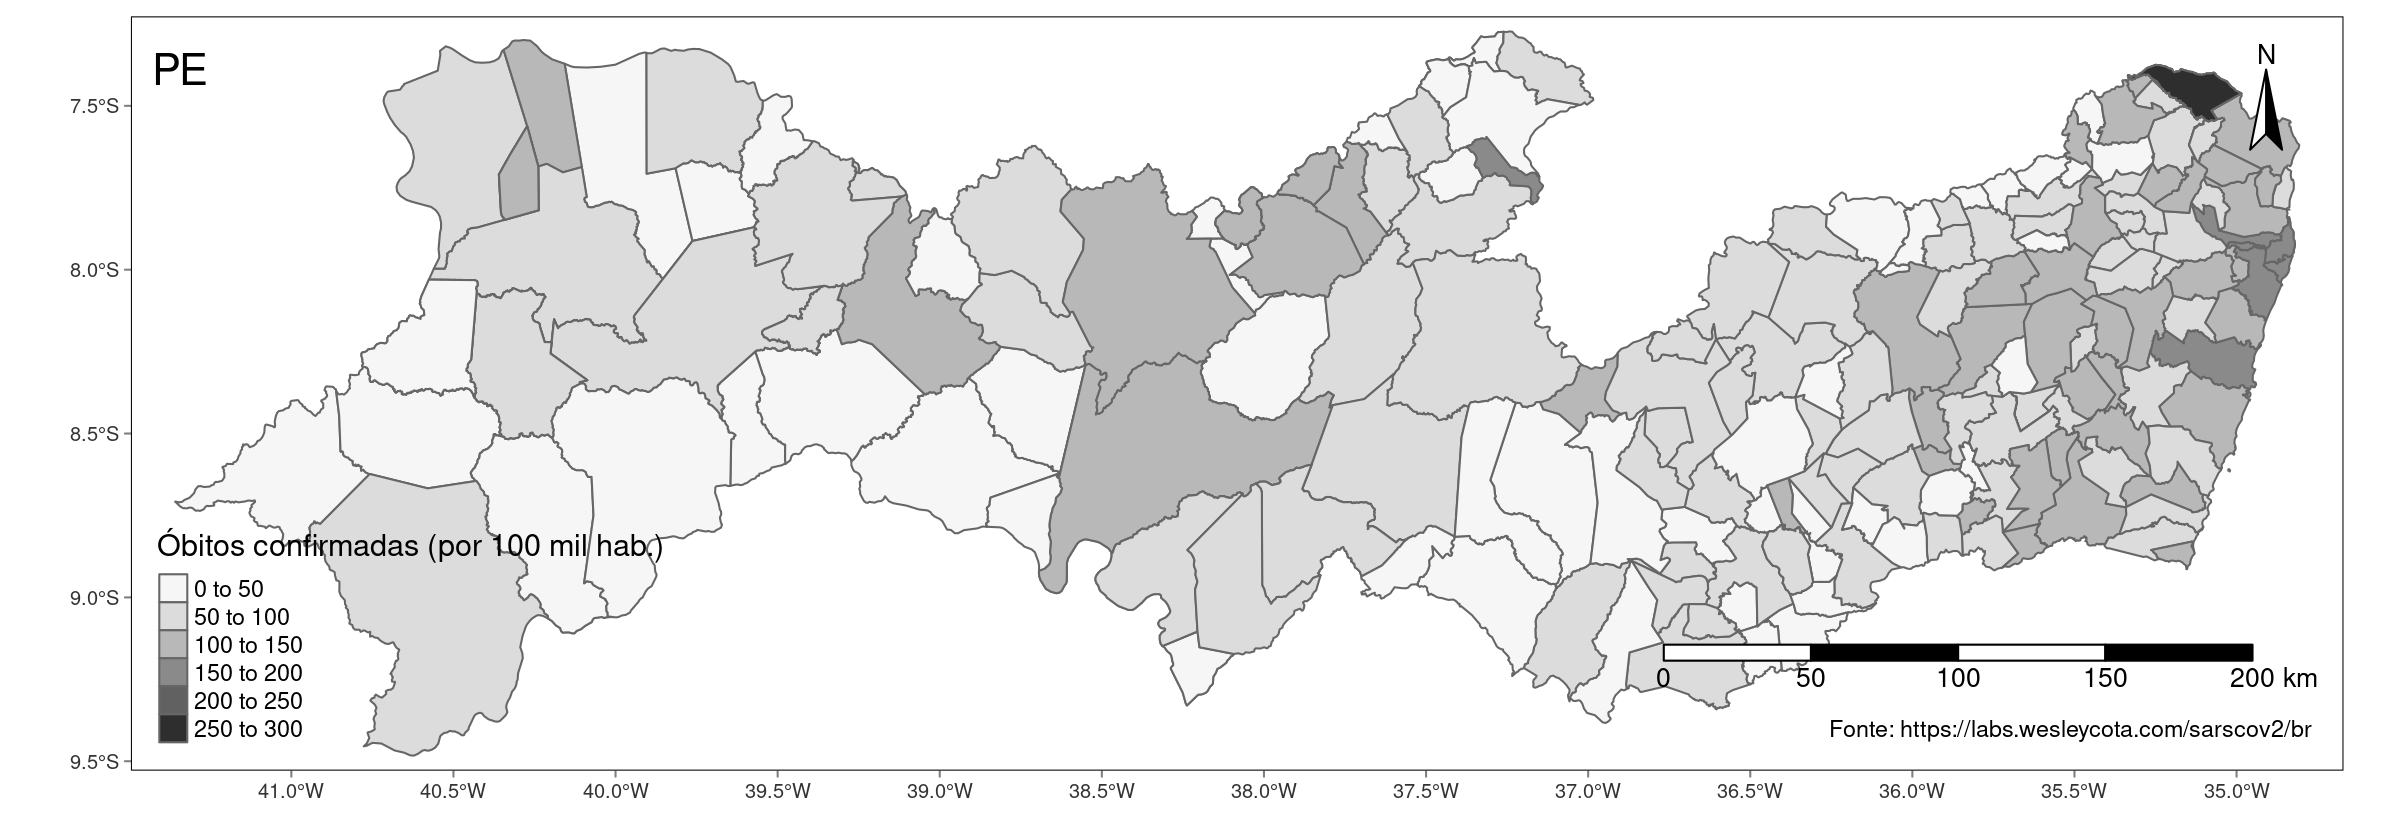 PE
N
7.5°S
8.0°S
8.5°S
9.0°S
9.5°S
Óbitos confirmadas (por 100 mil hab.)
0 to 50
50 to 100
100 to 150
150 to 200
200 to 250
250 to 300
0 50 100 150 200 km
Fonte: https://labs.wesleycota.com/sarscov2/br
41.0°W 40.5°W 40.0°W 39.5°W 39.0°W 38.5°W 38.0°W 37.5°W 37.0°W 36.5°W 36.0°W 35.5°W 35.0°W